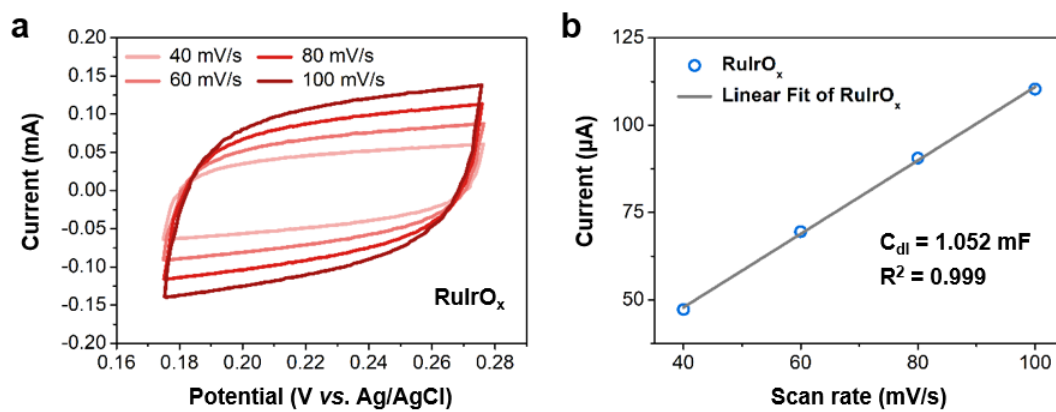 a
0.20
0.15
0.10
0.05
0.00
-0.05
-0.10
-0.15
-0.20
Current (mA)
40 mV/s 80 mV/s
60 mV/s 100 mV/s
RuIrOₓ
0.16 0.18 0.20 0.22 0.24 0.26 0.28
Potential (V vs. Ag/AgCl)
b
125
100
75
50
Current (μA)
RuIrOₓ
Linear Fit of RuIrOₓ
C_dl = 1.052 mF
R² = 0.999
40 60 80 100
Scan rate (mV/s)